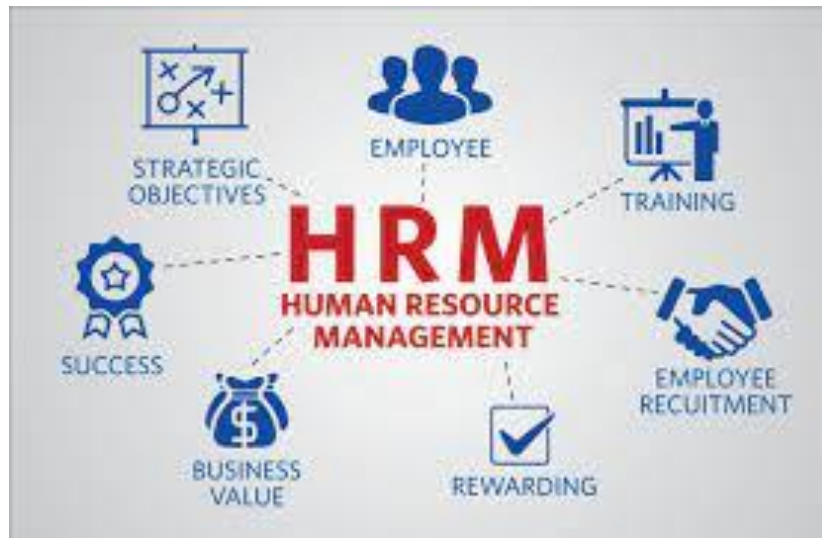 STRATEGIC
OBJECTIVES
EMPLOYEE
TRAINING
HRM
HUMAN RESOURCE
MANAGEMENT
SUCCESS
EMPLOYEE
RECUITMENT
$
BUSINESS
VALUE
REWARDING